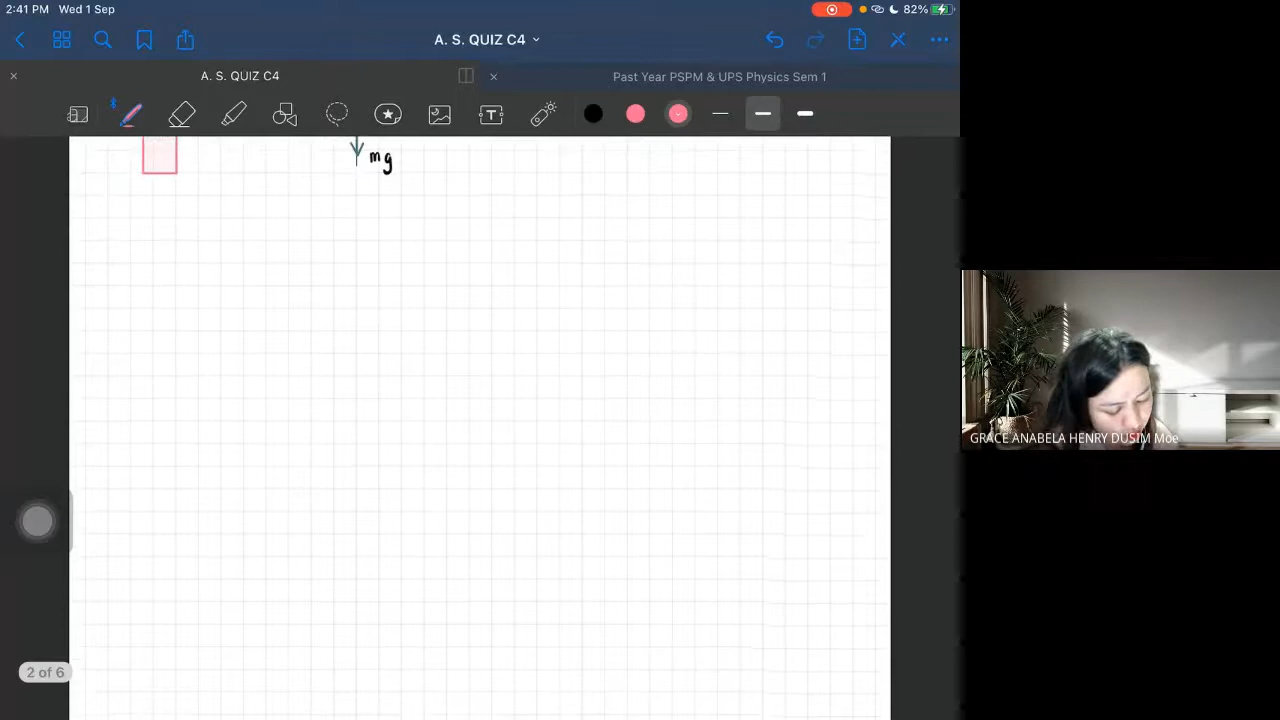 2:41 PM Wed 1 Sep
82%
A. S. QUIZ C4
A. S. QUIZ C4
Past Year PSPM & UPS Physics Sem 1
T
mg
GRACE ANABELA HENRY DUSIM Moe
2 of 6